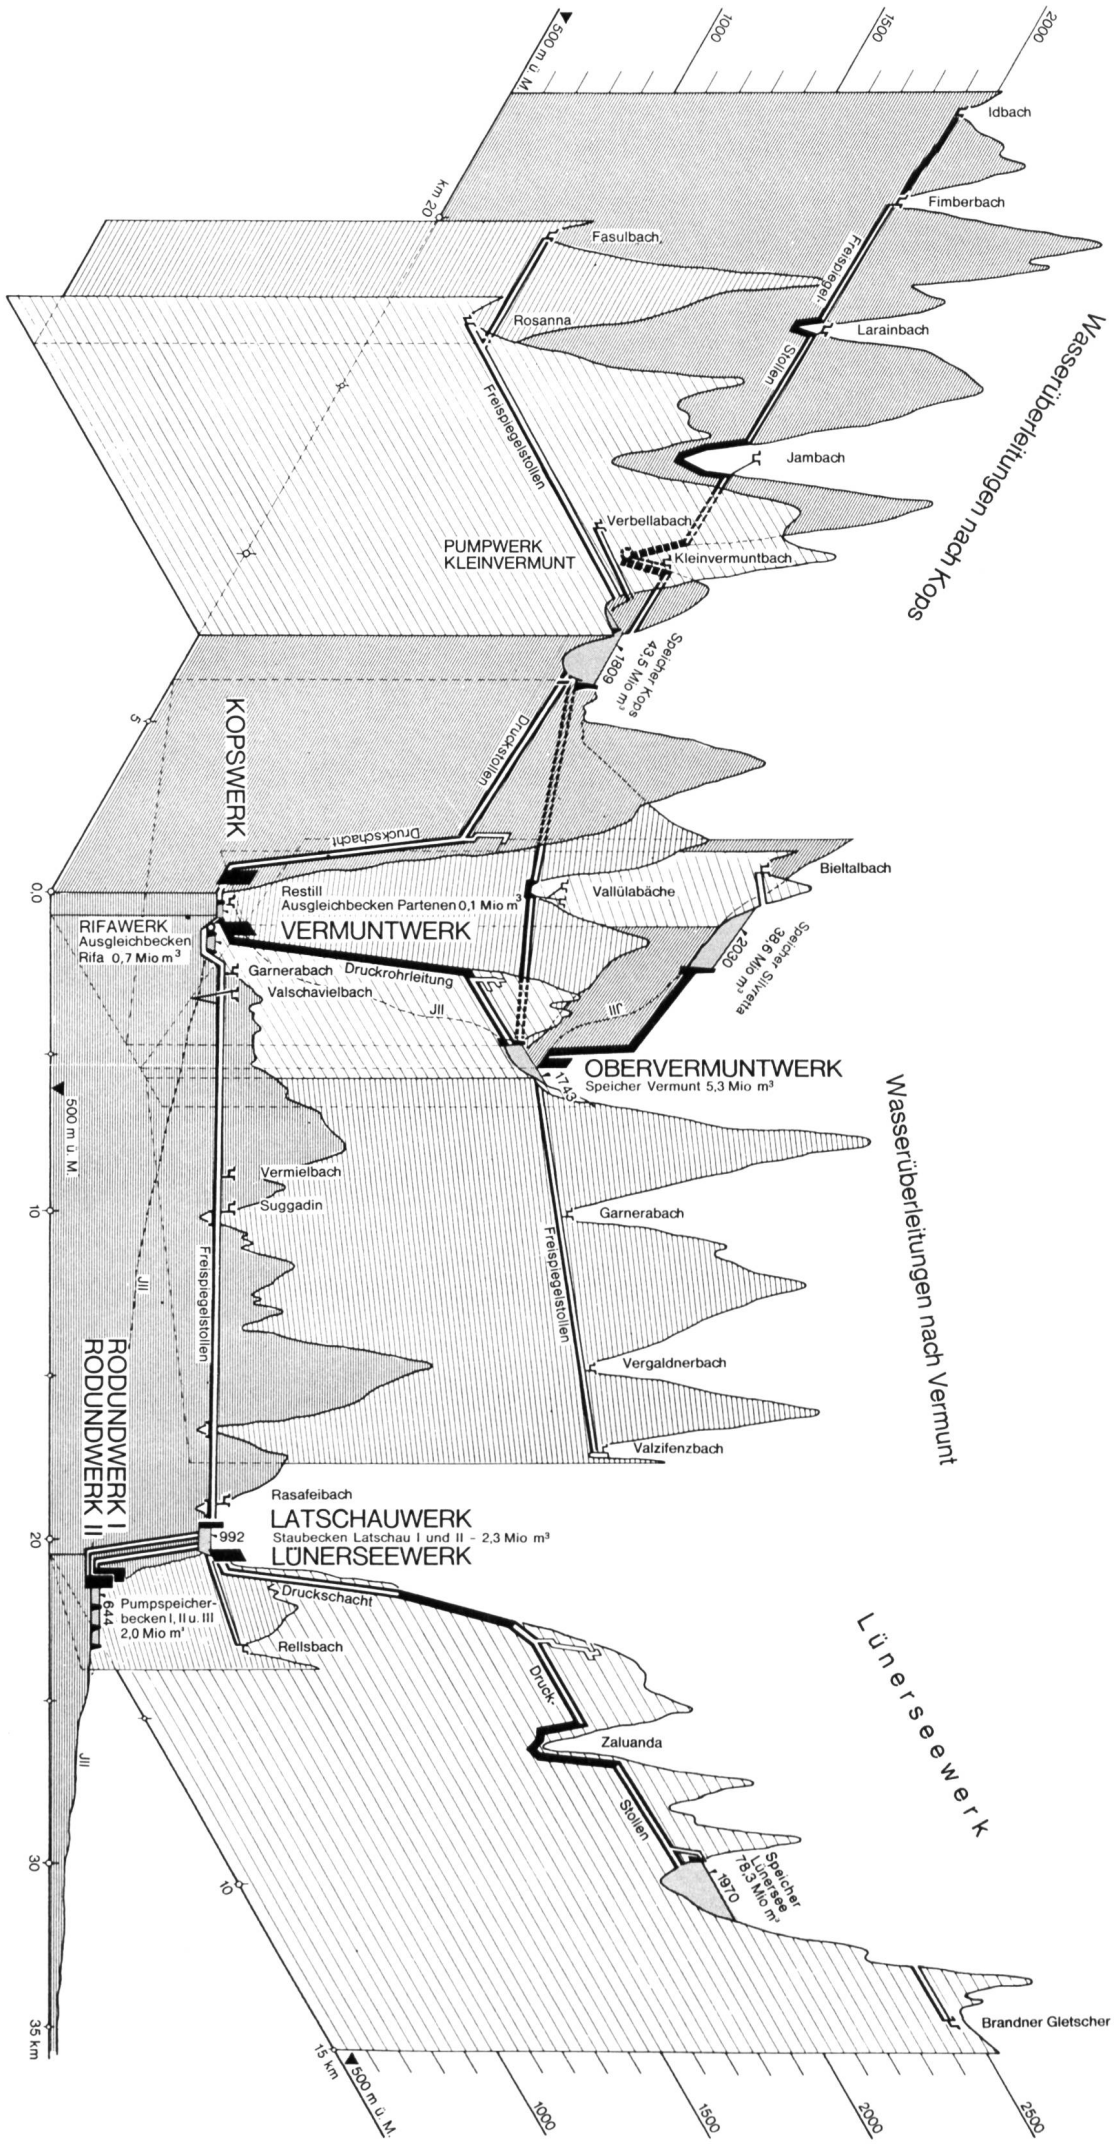 500 m ü. M.
1000
1500
2000
Idbach
Fimberbach
Freispiegel-
Stollen
Larainbach
Jambach
Wasserüberleitungen nach Kops
km 20
Fasulbach
Rosanna
Freispiegelstollen
Verbellabach
PUMPWERK
KLEINVERMUNT
Kleinvermuntbach
Speicher Kops
43,5 Mio m³
1809
5
KOPSWERK
Druckstollen
Druckschacht
0,0
Restill
Ausgleichbecken Partenen 0,1 Mio m³
Vallülabäche
Bieltalbach
Speicher Silvretta
38,6 Mio m³
2030
RIFAWERK
Ausgleichbecken
Rifa 0,7 Mio m³
VERMUNTWERK
Garnerabach
Druckrohrleitung
Valschavielbach
Jll
Jll
OBERVERMUNTWERK
Speicher Vermunt 5,3 Mio m³
1743
500 m ü. M.
Wasserüberleitungen nach Vermunt
Vermielbach
Suggadin
10
Garnerabach
Freispiegelstollen
Freispiegelstollen
Jll
Vergaldnerbach
Valzifenzbach
RODUNDWERK I
RODUNDWERK II
Rasafeibach
LATSCHAUWERK
992
Staubecken Latschau I und II - 2,3 Mio m³
LÜNERSEEWERK
20
Druckschacht
644
Pumpspeicher-
becken I, II u. III
2,0 Mio m³
Rellsbach
Druck-
Stollen
Zaluanda
Lünerseewerk
5
Jll
Speicher
Lünersee
78,3 Mio m³
1970
30
10
Brandner Gletscher
35 km
15 km
500 m ü. M.
1000
1500
2000
2500